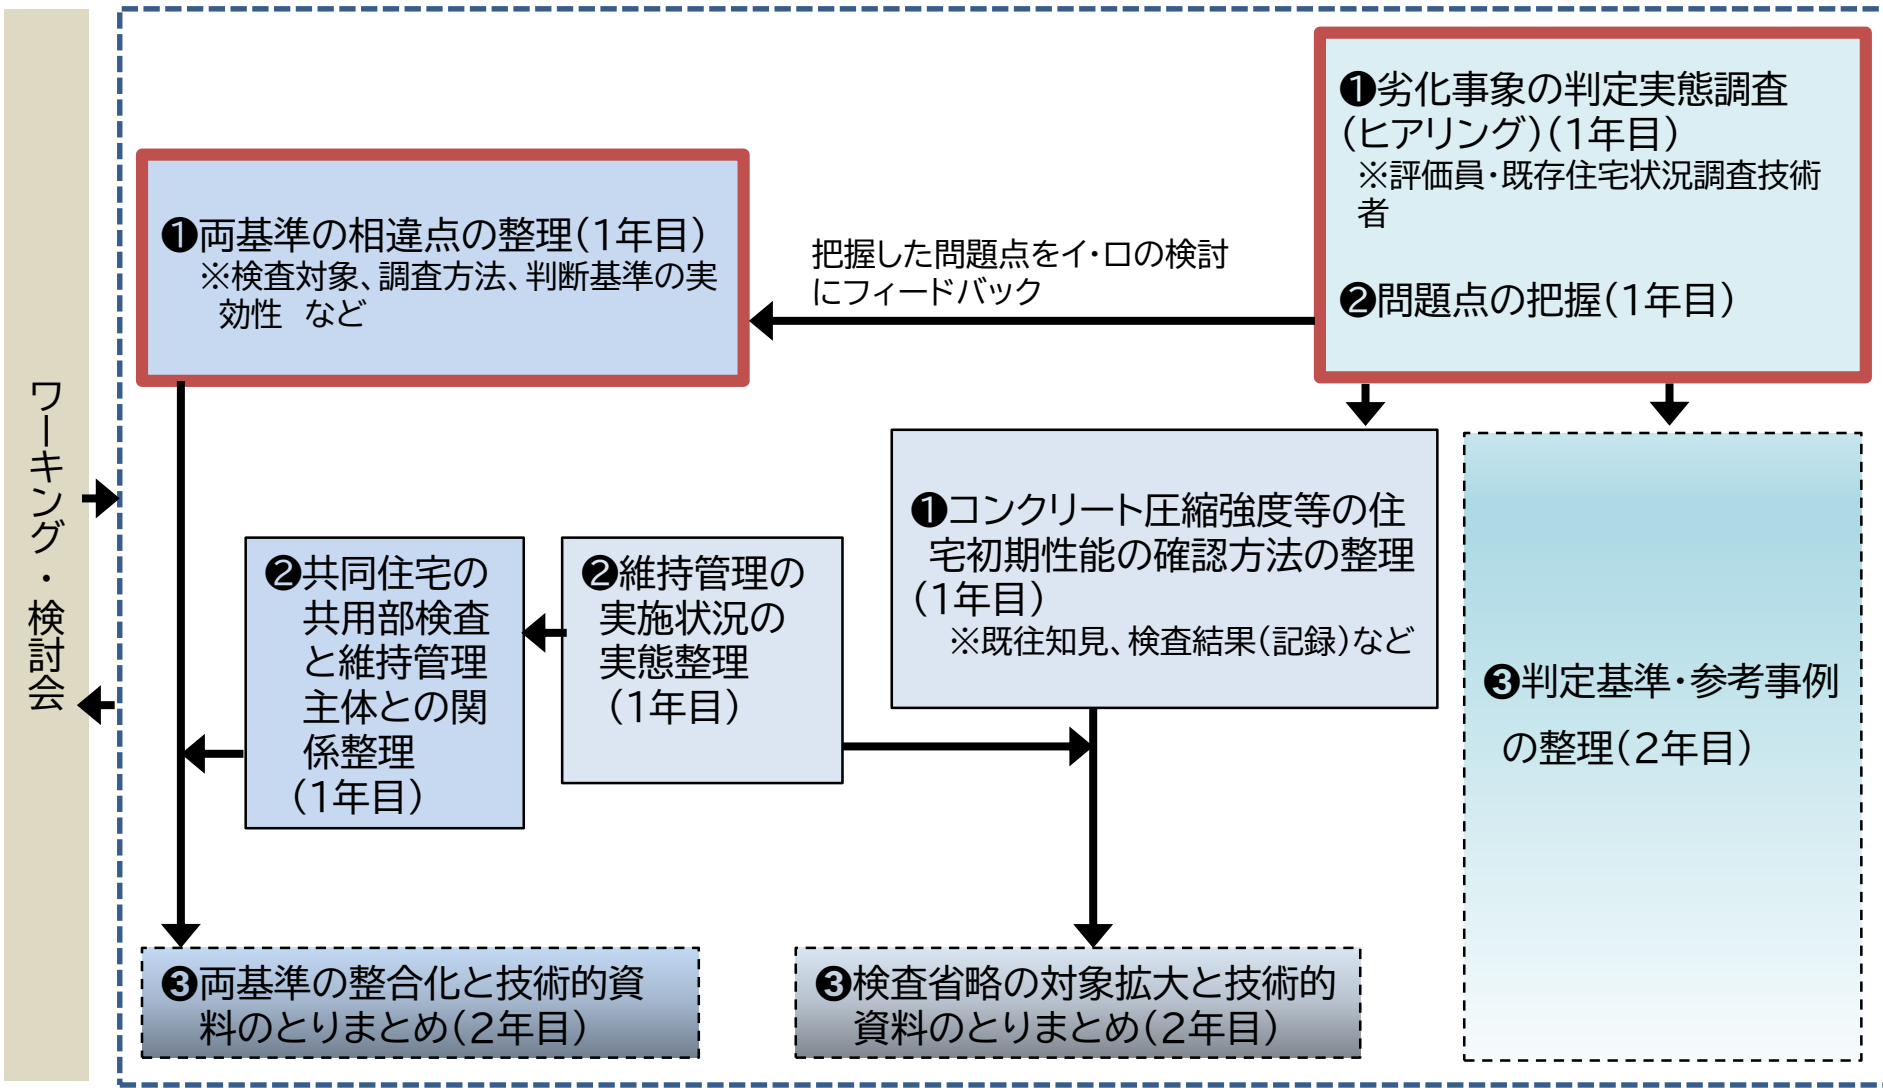 ワーキング・検討会
❶両基準の相違点の整理(1年目)
※検査対象、調査方法、判断基準の実
効性　など
把握した問題点をイ・ロの検討
にフィードバック
❶劣化事象の判定実態調査
(ヒアリング)(1年目)
※評価員・既存住宅状況調査技術
者
❷問題点の把握(1年目)
❷共同住宅の
共用部検査
と維持管理
主体との関
係整理
(1年目)
❷維持管理の
実施状況の
実態整理
(1年目)
❶コンクリート圧縮強度等の住
宅初期性能の確認方法の整理
(1年目)
※既往知見、検査結果(記録)など
❸判定基準・参考事例
の整理(2年目)
❸両基準の整合化と技術的資
料のとりまとめ(2年目)
❸検査省略の対象拡大と技術的
資料のとりまとめ(2年目)